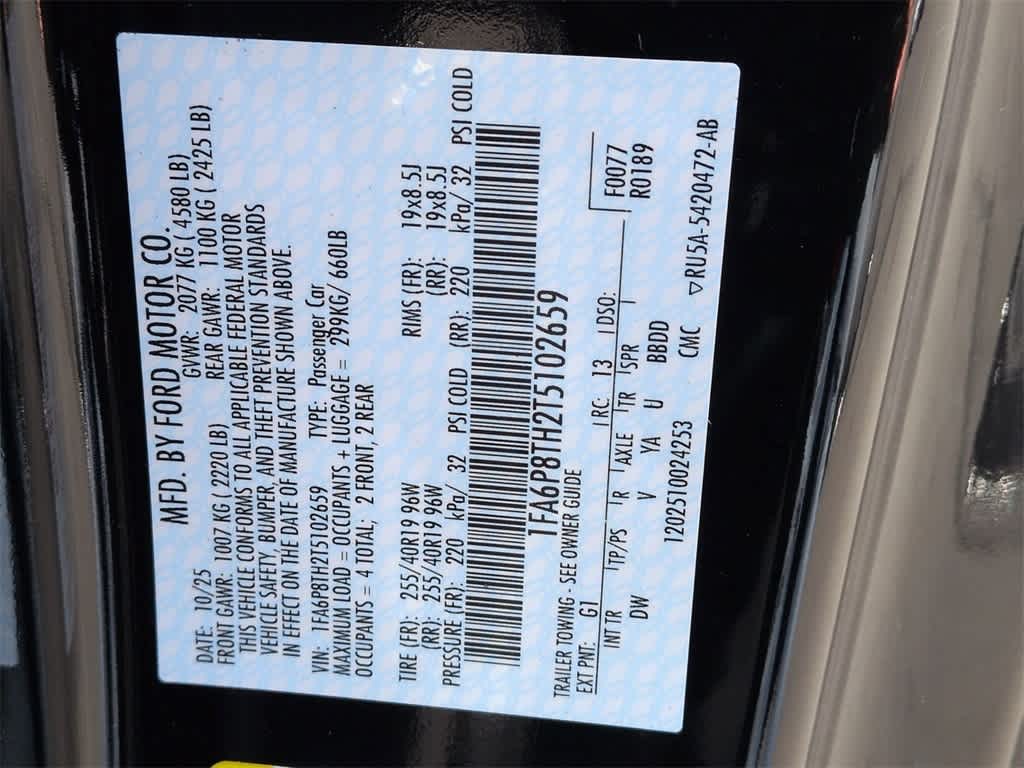 MFD. BY FORD MOTOR CO.
DATE: 10/25 GVWR: 2077 KG ( 4580 LB)
FRONT GAWR: 1007 KG ( 2220 LB) REAR GAWR: 1100 KG ( 2425 LB)
THIS VEHICLE CONFORMS TO ALL APPLICABLE FEDERAL MOTOR
VEHICLE SAFETY, BUMPER, AND THEFT PREVENTION STANDARDS
IN EFFECT ON THE DATE OF MANUFACTURE SHOWN ABOVE.
VIN: 1FA6P8TH2T5102659 TYPE: Passenger Car
MAXIMUM LOAD = OCCUPANTS + LUGGAGE = 299KG/ 660LB
OCCUPANTS = 4 TOTAL; 2 FRONT, 2 REAR
TIRE (FR): 255/40R19 96W RIMS (FR): 19x8.5J
(RR): 255/40R19 96W (RR): 19x8.5J
PRESSURE (FR): 220 kPa/ 32 PSI COLD (RR): 220 kPa/ 32 PSI COLD
1FA6P8TH2T5102659
TRAILER TOWING - SEE OWNER GUIDE
EXT PNT: G1 RC: 13 DSO: F0077
INT TR TP/PS R AXLE TR SPR R0189
DW V YA U BBDD
1202510024253 CMC ▽RU5A-5420472-AB